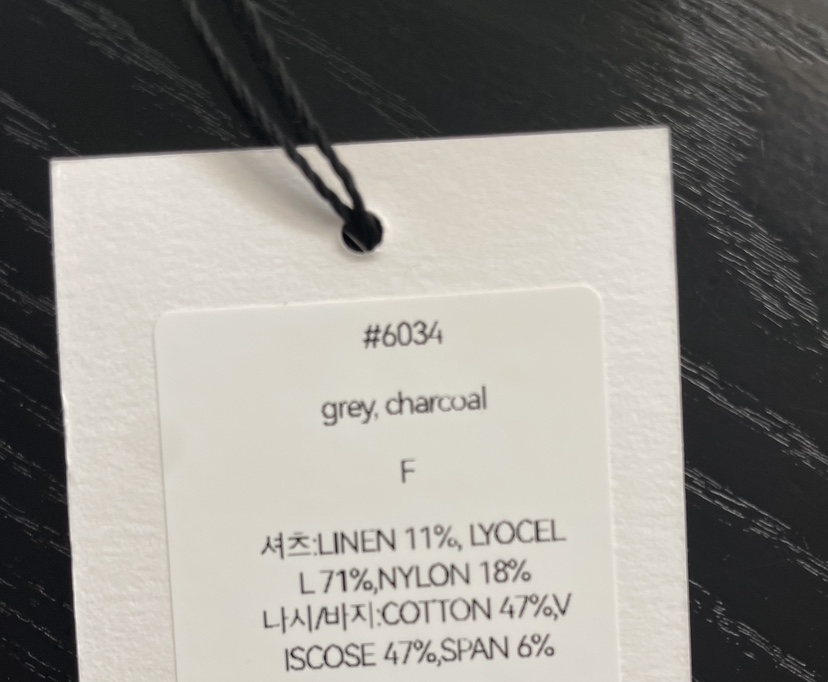 #6034
grey, charcoal
F
셔츠:LINEN 11%, LYOCEL
L 71%,NYLON 18%
나시/바지:COTTON 47%,V
ISCOSE 47%,SPAN 6%